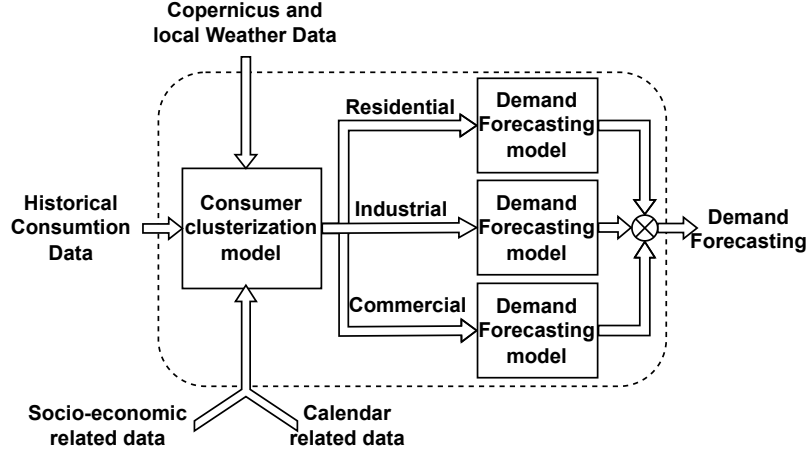 Copernicus and
local Weather Data
Residential
Demand
Forecasting
model
Historical
Consumtion
Data
Consumer
clusterization
model
Industrial
Demand
Forecasting
model
Demand
Forecasting
Commercial
Demand
Forecasting
model
Socio-economic
related data
Calendar
related data